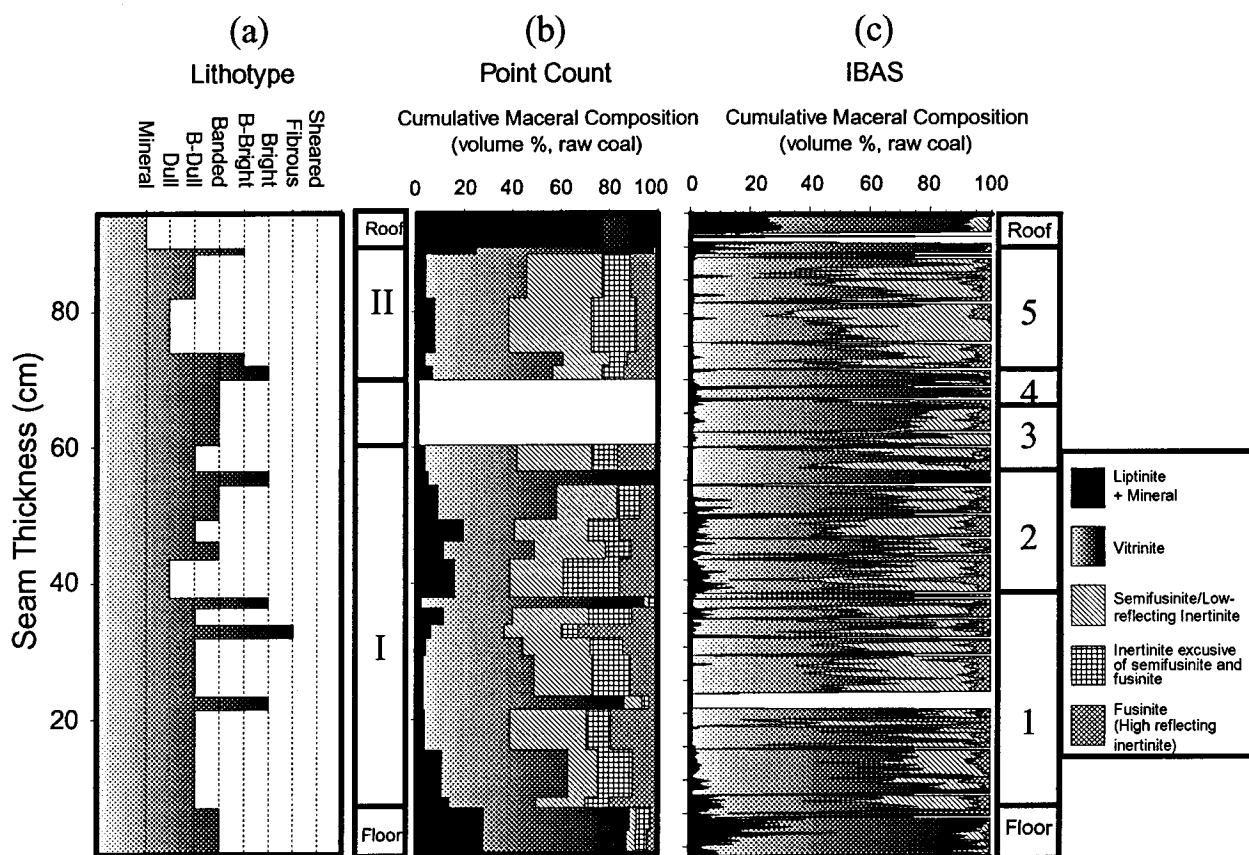 (a)
(b)
(c)
Lithotype
Point Count
IBAS
Cumulative Maceral Composition
(volume %, raw coal)
Cumulative Maceral Composition
(volume %, raw coal)
Mineral
Dull
B-Dull
Banded
B-Bright
Bright
Fibrous
Sheared
0 20 40 60 80 100
0 20 40 60 80 100
Seam Thickness (cm)
80
60
40
20
Roof
II
I
Floor
Roof
5
4
3
2
1
Floor
Liptinite
+ Mineral
Vitrinite
Semifusinite/Low-
reflecting Inertinite
Inertinite excusive
of semifusinite and
fusinite
Fusinite
(High reflecting
inertinite)